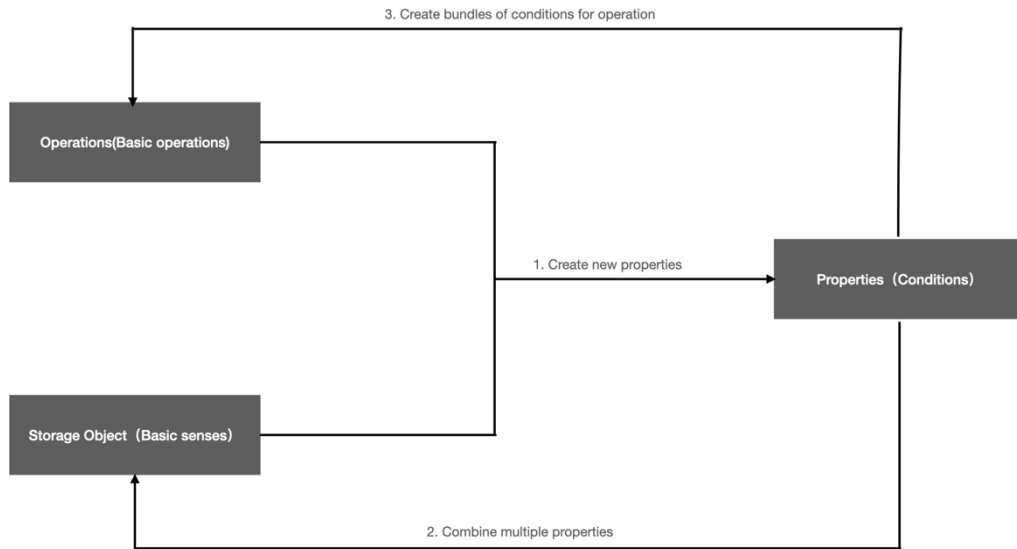 3. Create bundles of conditions for operation
Operations(Basic operations)
1. Create new properties
Properties（Conditions）
Storage Object（Basic senses）
2. Combine multiple properties